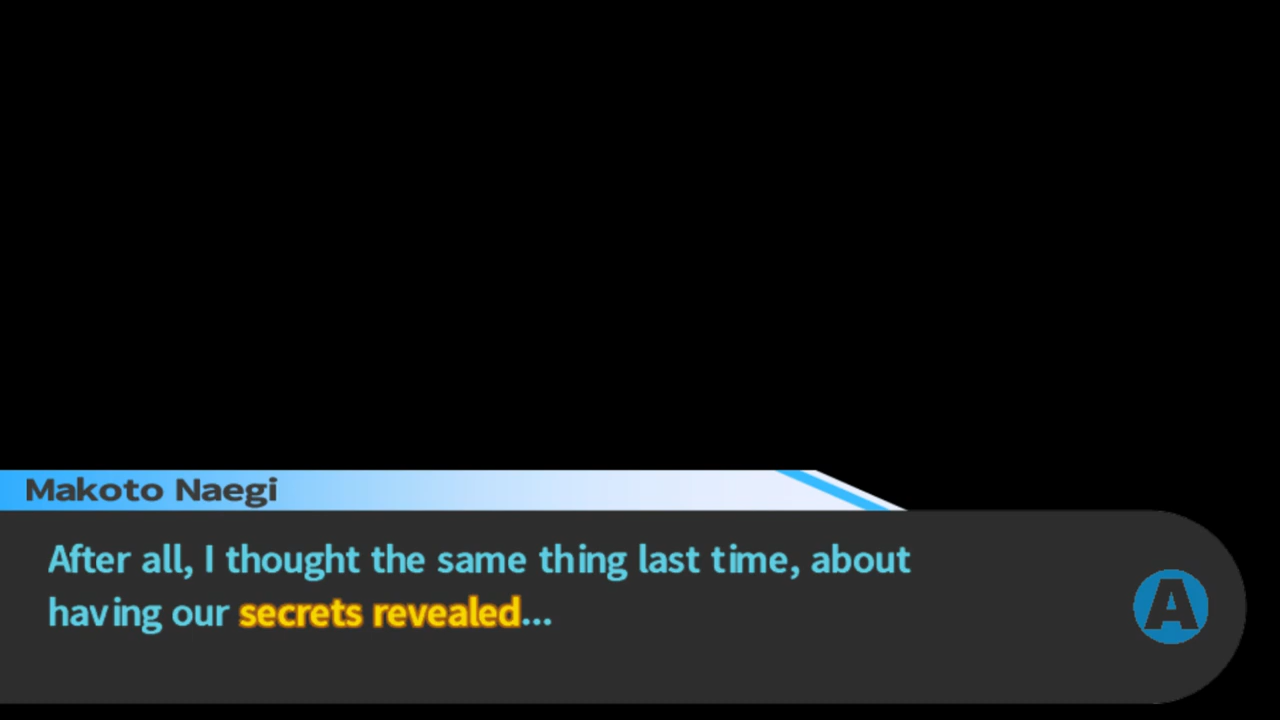 Makoto Naegi
After all, I thought the same thing last time, about
having our secrets revealed...
A